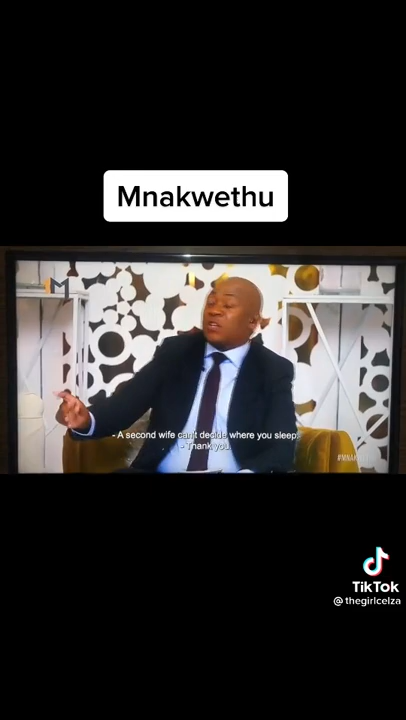 Mnakwethu
M
- A second wife can't decide where you sleep.
- Thank you.
TikTok
@ thegirlcelza